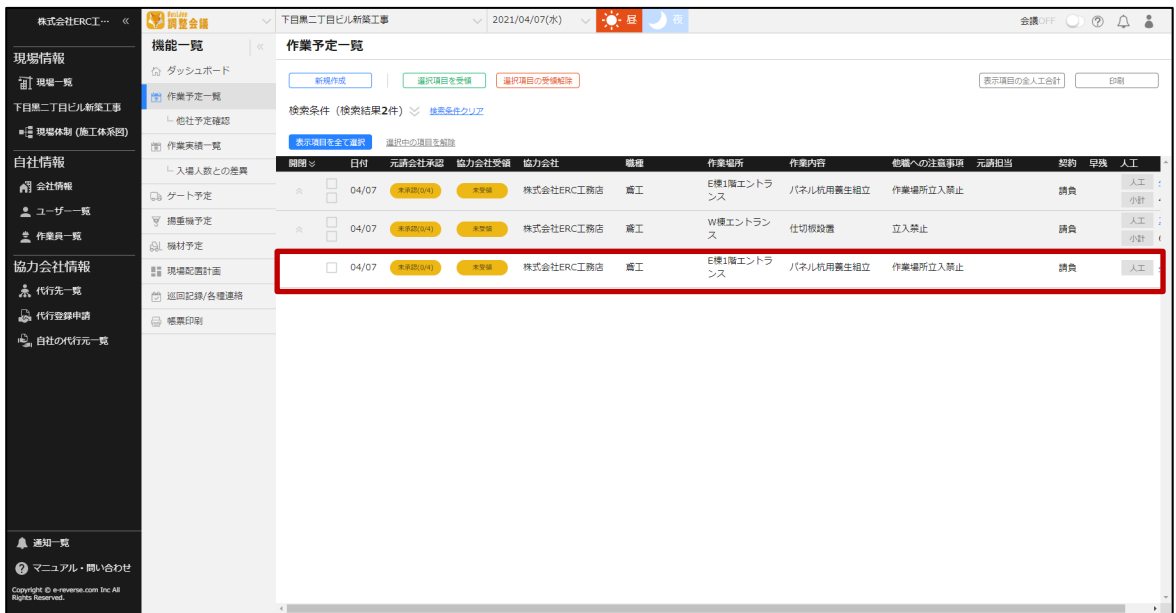 株式会社ERC工… «
現場情報
現場一覧
下目黒二丁目ビル新築工事
現場体制 (施工体系図)
自社情報
会社情報
ユーザー一覧
作業員一覧
協力会社情報
代行先一覧
代行登録申請
自社の代行元一覧
通知一覧
マニュアル・問い合わせ
Copyright © e-reverse.com Inc All
Rights Reserved.
調整会議
機能一覧 «
ダッシュボード
作業予定一覧
他社予定確認
作業実績一覧
入場人数との差異
ゲート予定
揚重機予定
機材予定
現場配置計画
巡回記録/各種連絡
帳票印刷
下目黒二丁目ビル新築工事 2021/04/07(水) 昼 夜 会議OFF
作業予定一覧
新規作成 選択項目を受領 選択項目の受領解除 表示項目の全人工合計 印刷
検索条件 (検索結果2件) 検索条件クリア
表示項目を全て選択 選択中の項目を解除
開閉 日付 元請会社承認 協力会社受領 協力会社 職種 作業場所 作業内容 他職への注意事項 元請担当 契約 早残 人工
04/07 未承認(0/4) 未受領 株式会社ERC工務店 鳶工 E棟1階エントランス パネル杭用養生組立 作業場所立入禁止 請負 人工
小計
04/07 未承認(0/4) 未受領 株式会社ERC工務店 鳶工 W棟エントランス 仕切板設置 立入禁止 請負 人工
小計
04/07 未承認(0/4) 未受領 株式会社ERC工務店 鳶工 E棟1階エントランス パネル杭用養生組立 作業場所立入禁止 請負 人工